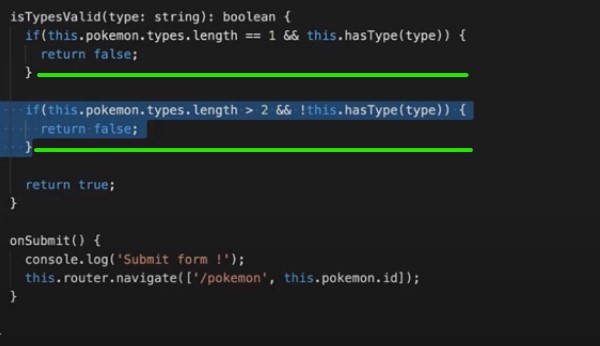 isTypesValid(type: string): boolean {
if(this.pokemon.types.length == 1 && this.hasType(type)) {
return false;
}
if(this.pokemon.types.length > 2 && !this.hasType(type)) {
return false;
}
return true;
}
onSubmit() {
console.log('Submit form !');
this.router.navigate(['/pokemon', this.pokemon.id]);
}